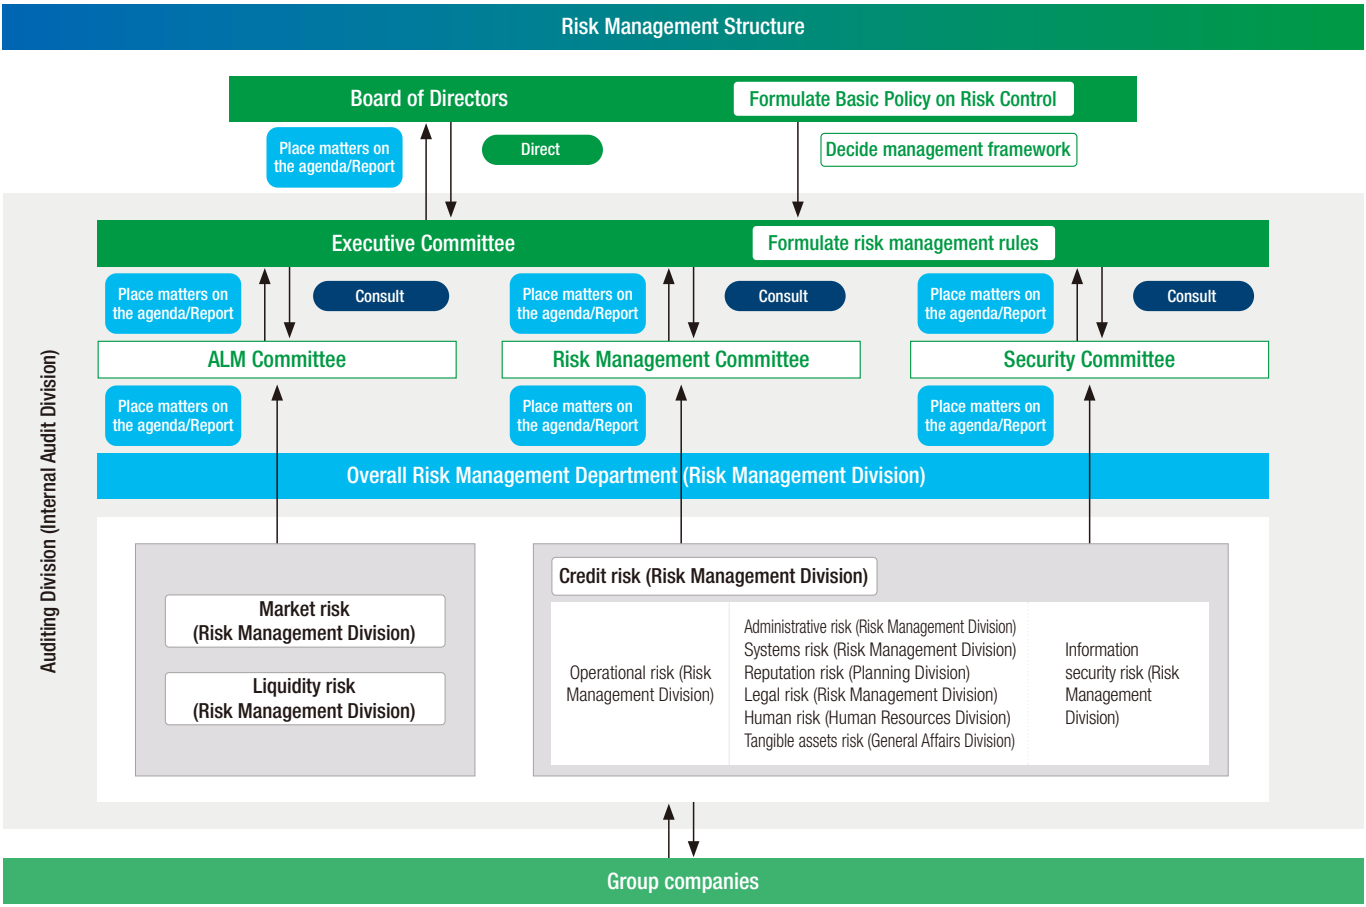 Risk Management Structure
Board of Directors
Formulate Basic Policy on Risk Control
Place matters on
the agenda/Report
Direct
Decide management framework
Executive Committee
Formulate risk management rules
Place matters on
the agenda/Report
Consult
Place matters on
the agenda/Report
Consult
Place matters on
the agenda/Report
Consult
ALM Committee
Risk Management Committee
Security Committee
Place matters on
the agenda/Report
Place matters on
the agenda/Report
Place matters on
the agenda/Report
Overall Risk Management Department (Risk Management Division)
Auditing Division (Internal Audit Division)
Market risk
(Risk Management Division)
Liquidity risk
(Risk Management Division)
Credit risk (Risk Management Division)
Operational risk (Risk
Management Division)
Administrative risk (Risk Management Division)
Systems risk (Risk Management Division)
Reputation risk (Planning Division)
Legal risk (Risk Management Division)
Human risk (Human Resources Division)
Tangible assets risk (General Affairs Division)
Information
security risk (Risk
Management
Division)
Group companies